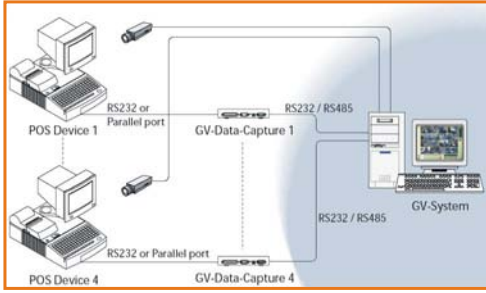 RS232 or
Parallel port
RS232 / RS485
POS Device 1
GV-Data-Capture 1
GV-System
RS232 / RS485
RS232 or Parallel port
POS Device 4
GV-Data-Capture 4